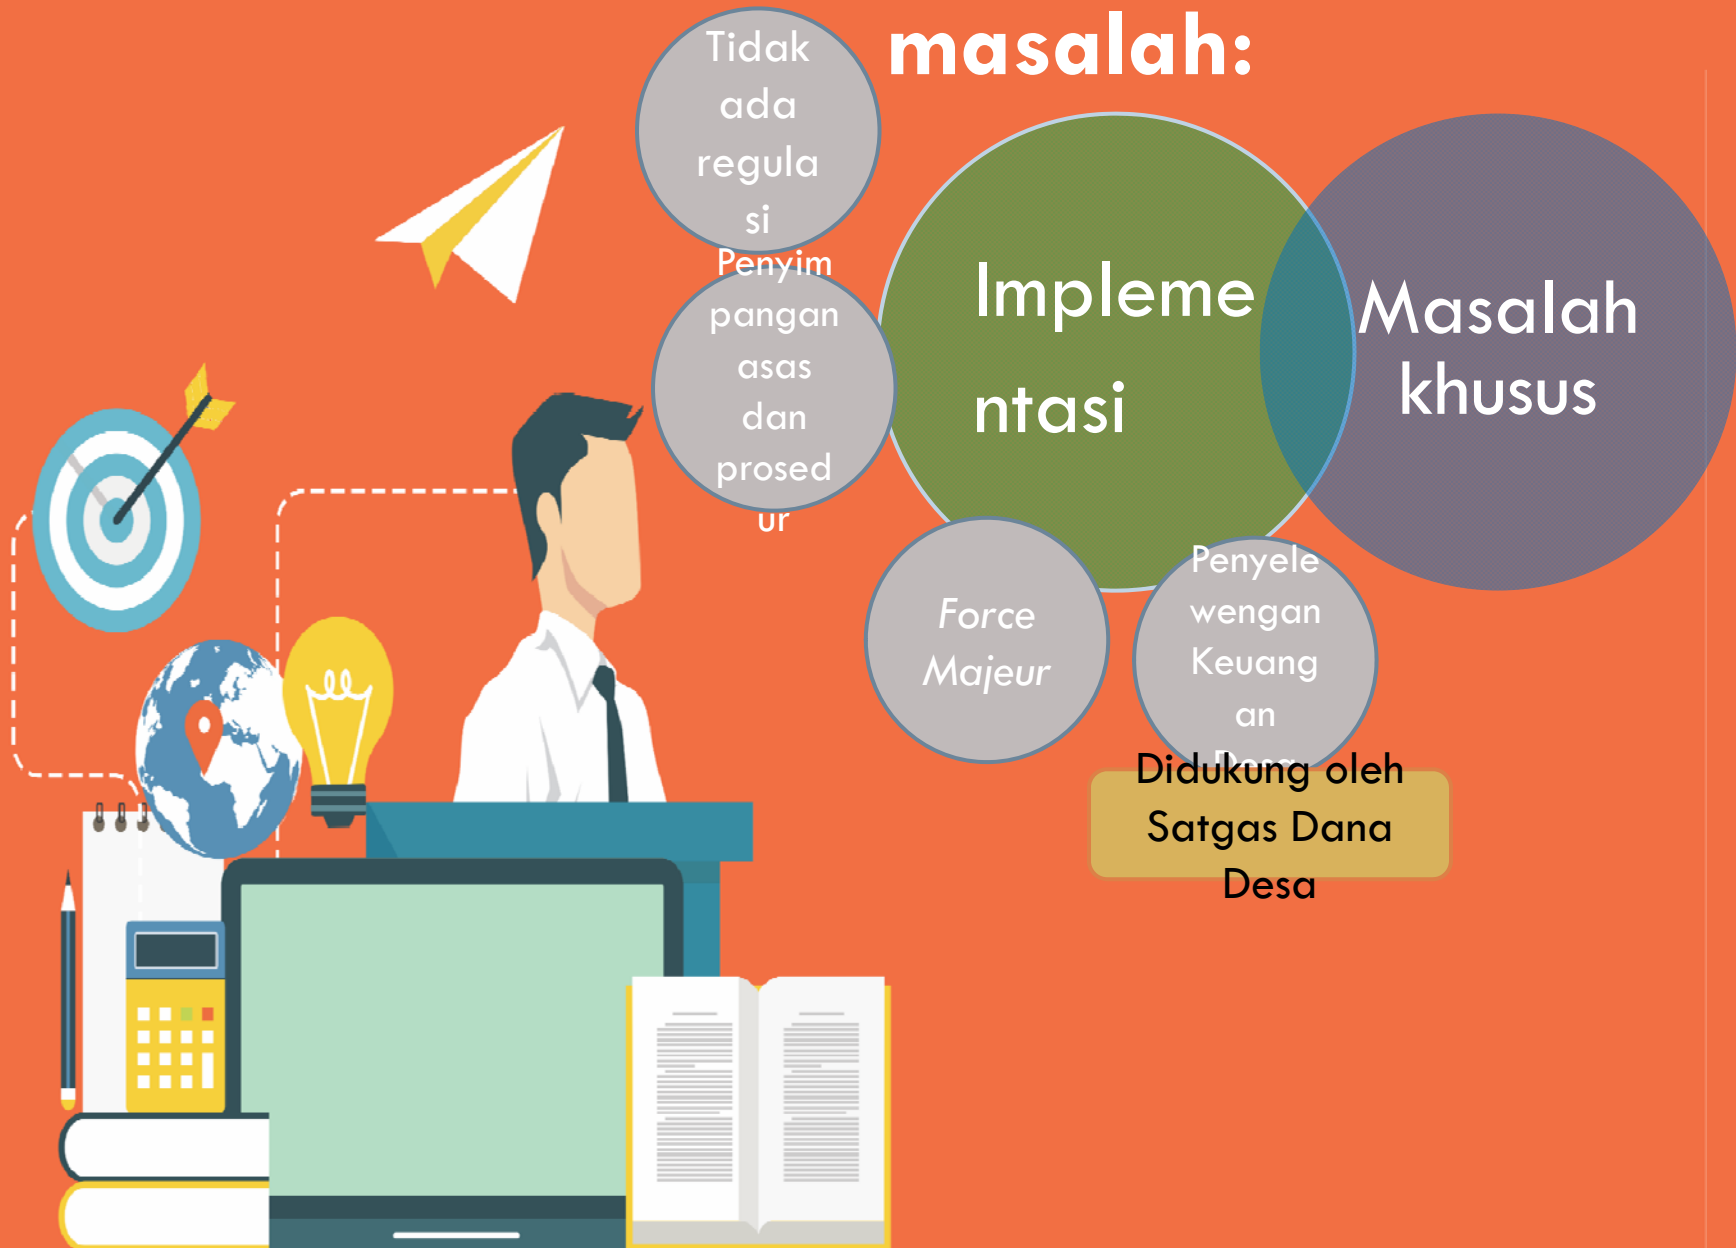 masalah:
Tidak
ada
regula
si
Penyim
pangan
asas
dan
prosed
ur
Impleme
ntasi
Masalah
khusus
Force
Majeur
Penyele
wengan
Keuang
an
Desa
Didukung oleh
Satgas Dana
Desa